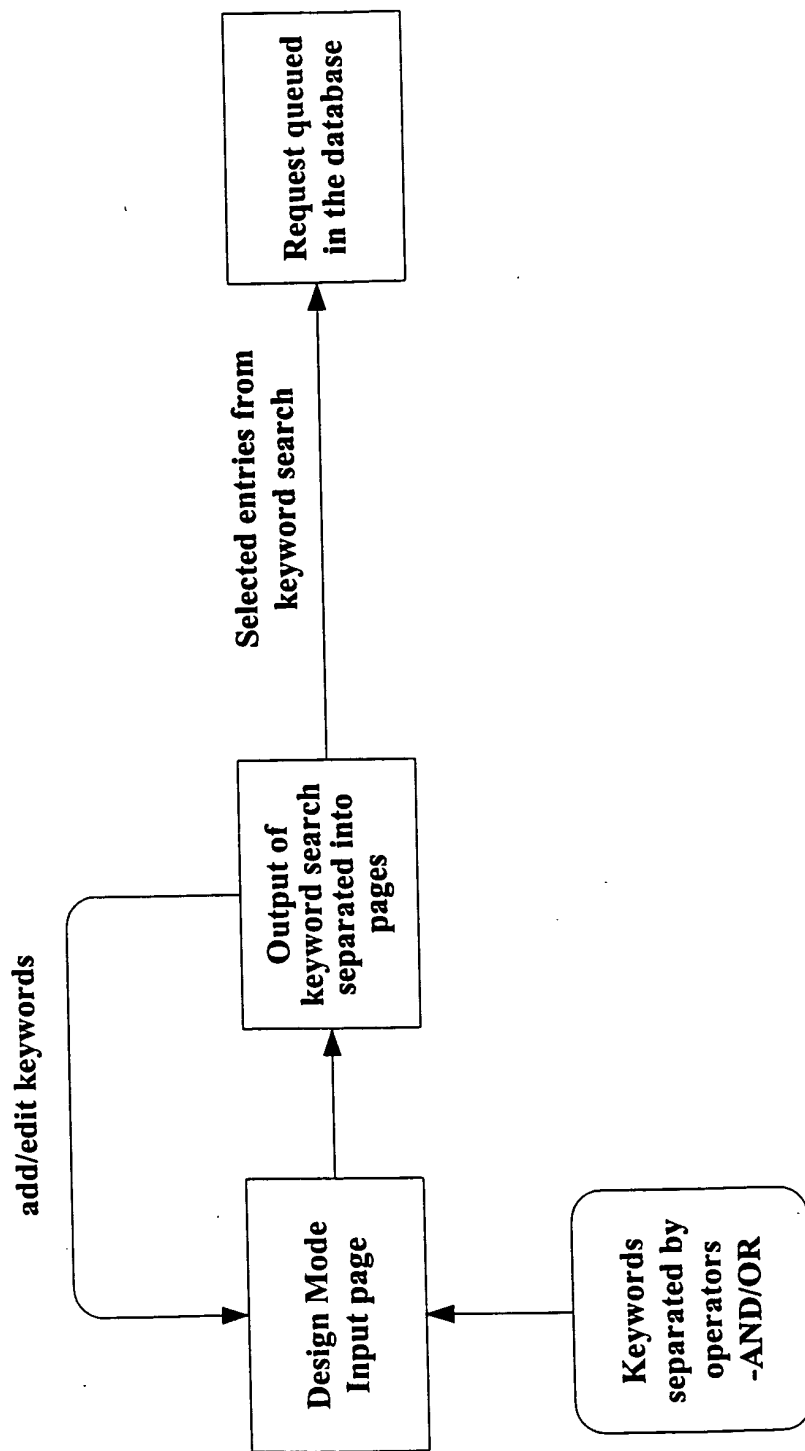 add/edit keywords
Design Mode
Input page
Output of
keyword search
separated into
pages
Selected entries from
keyword search
Request queued
in the database
Keywords
separated by
operators
-AND/OR